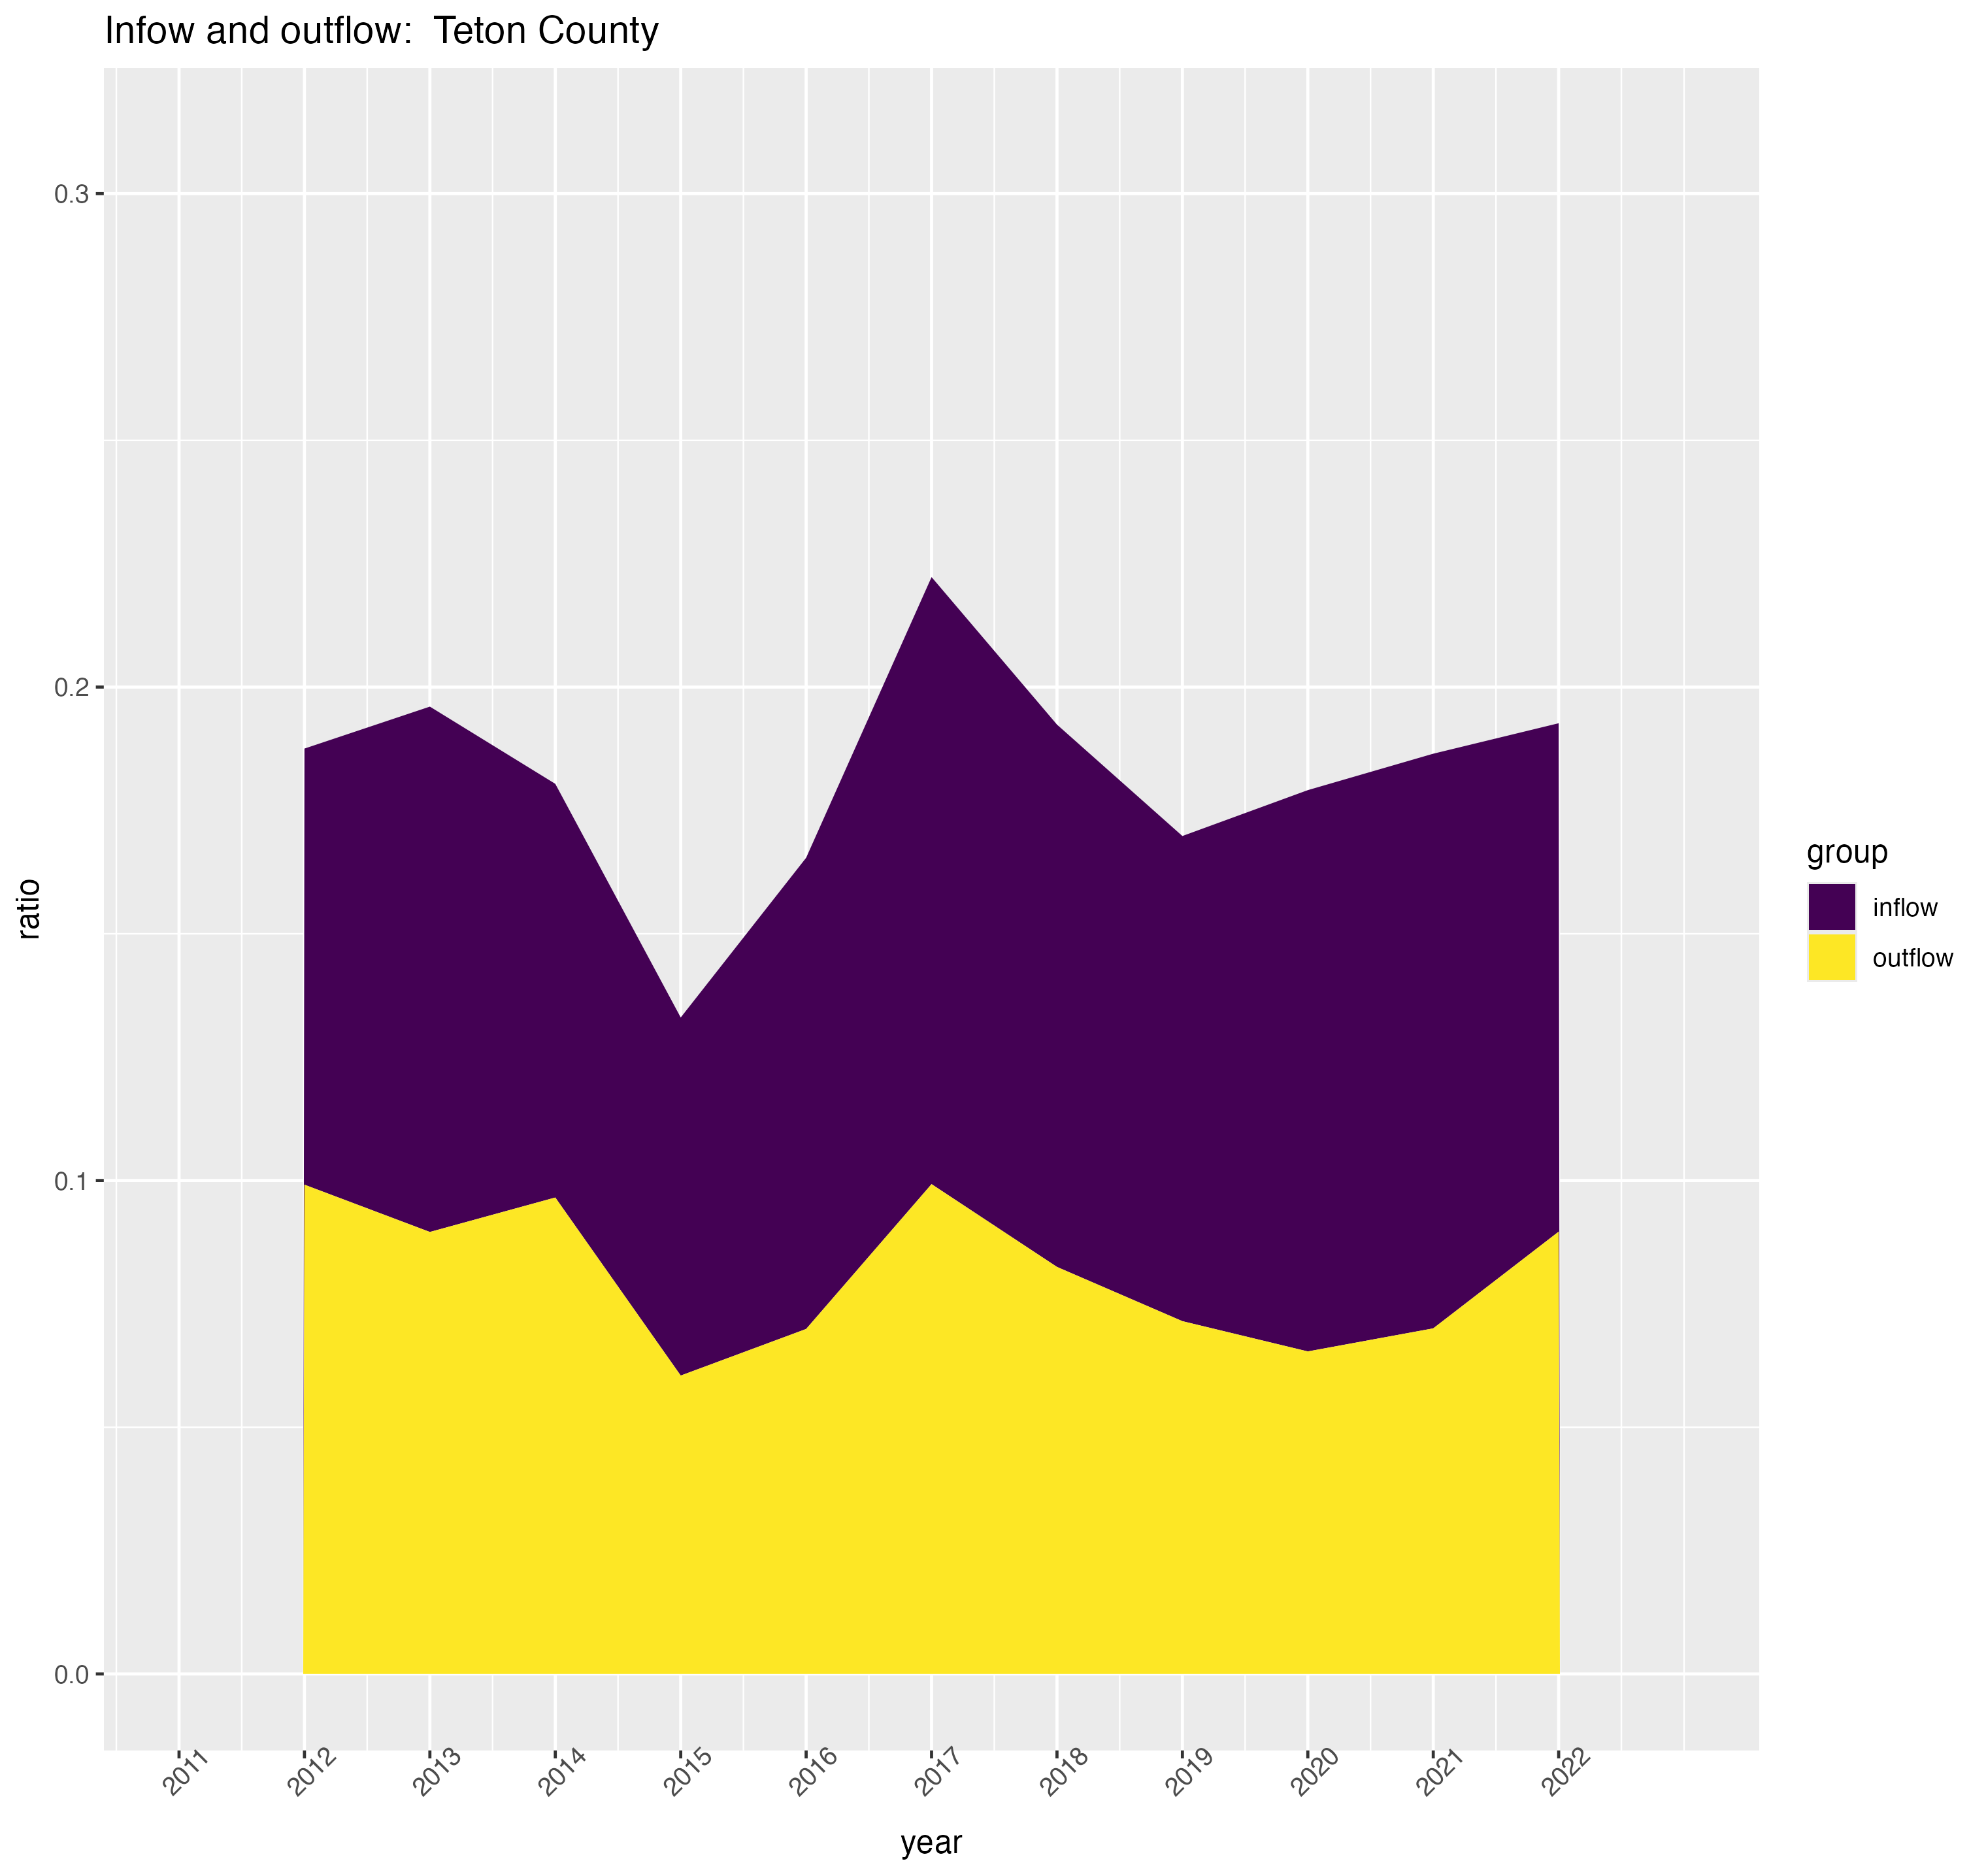 Infow and outflow:  Teton County
ratio
0.3
0.2
0.1
0.0
2011 2012 2013 2014 2015 2016 2017 2018 2019 2020 2021 2022
year
group
inflow
outflow